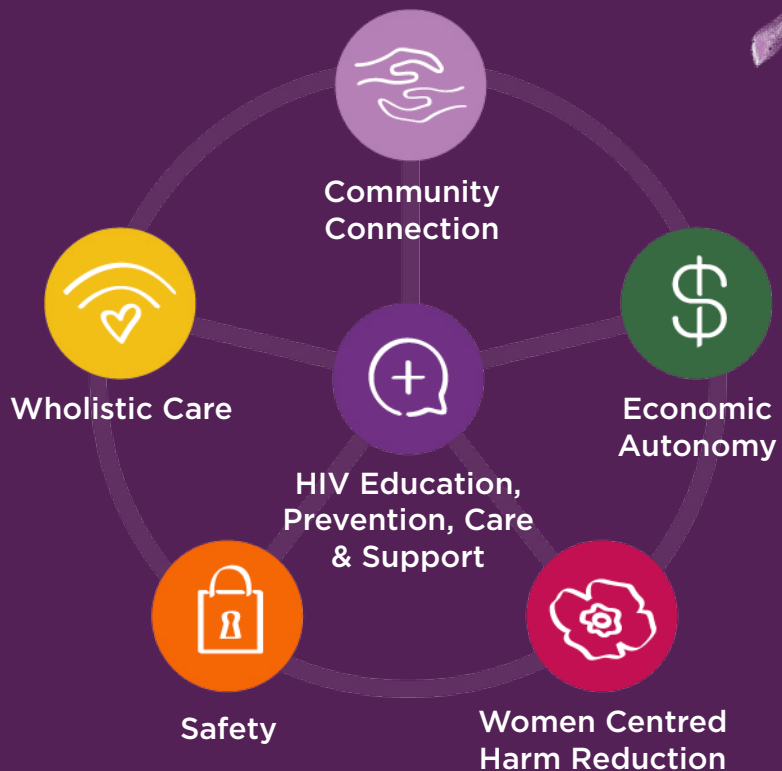 Community
Connection
Wholistic Care
Economic
Autonomy
HIV Education,
Prevention, Care
& Support
Safety
Women Centred
Harm Reduction